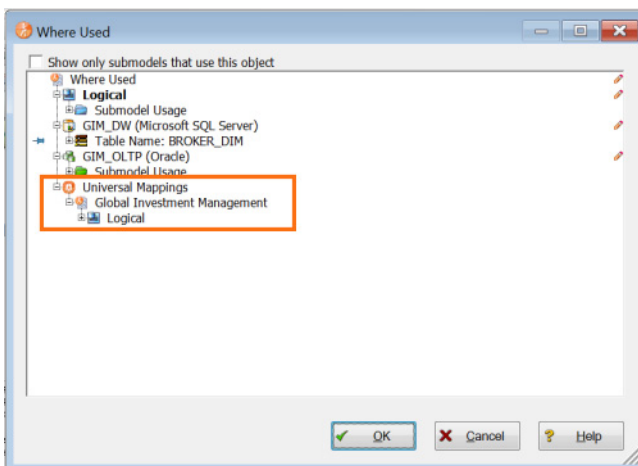 Where Used
Show only submodels that use this object
Where Used
Logical
Submodel Usage
GIM_DW (Microsoft SQL Server)
Table Name: BROKER_DIM
GIM_OLTP (Oracle)
Submodel Usage
Universal Mappings
Global Investment Management
Logical
OK
Cancel
Help